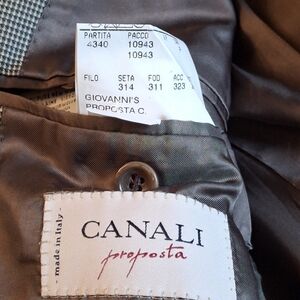 PARTITA PACCO
4340 10943
10943
FILO SETA FOD ACC
314 311 323
GIOVANNI'S
PROPOSTA C.
CANALI
proposta
made in Italy